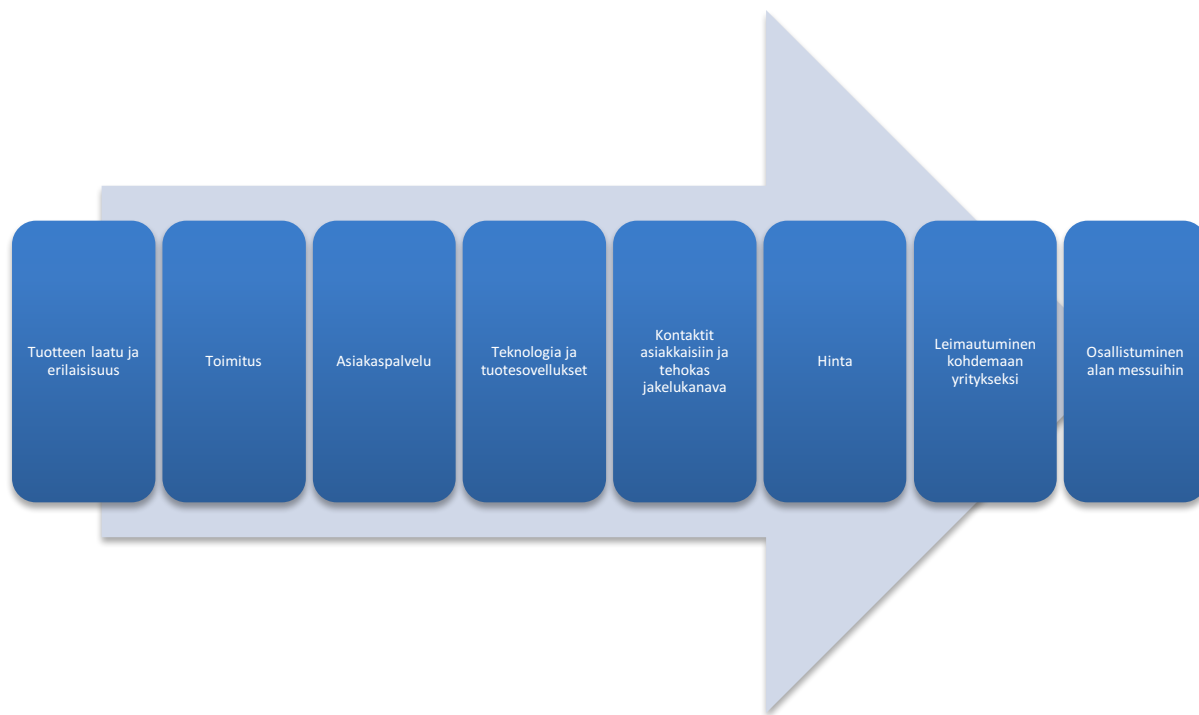 Tuotteen laatu ja
erilaisisuus
Toimitus
Asiakaspalvelu
Teknologia ja
tuotesovellukset
Kontaktit
asiakkaisiin ja
tehokas
jakelukanava
Hinta
Leimautuminen
kohdemaan
yritykseksi
Osallistuminen
alan messuihin